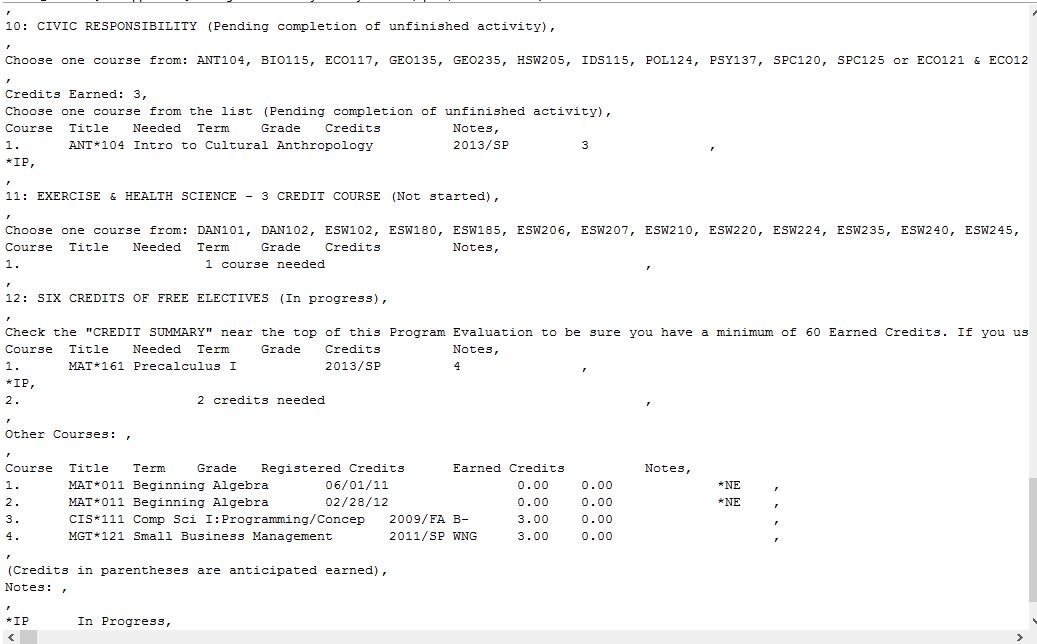 ,
10: CIVIC RESPONSIBILITY (Pending completion of unfinished activity),
,
Choose one course from: ANT104, BIO115, ECO117, GEO135, GEO235, HSW205, IDS115, POL124, PSY137, SPC120, SPC125 or ECO121 & ECO12
,
Credits Earned: 3,
Choose one course from the list (Pending completion of unfinished activity),
Course  Title   Needed  Term    Grade   Credits         Notes,
1.      ANT*104 Intro to Cultural Anthropology          2013/SP         3               ,
*IP,
,
11: EXERCISE & HEALTH SCIENCE - 3 CREDIT COURSE (Not started),
,
Choose one course from: DAN101, DAN102, ESW102, ESW180, ESW185, ESW206, ESW207, ESW210, ESW220, ESW224, ESW235, ESW240, ESW245,
Course  Title   Needed  Term    Grade   Credits         Notes,
1.                       1 course needed                                        ,
,
12: SIX CREDITS OF FREE ELECTIVES (In progress),
,
Check the "CREDIT SUMMARY" near the top of this Program Evaluation to be sure you have a minimum of 60 Earned Credits. If you us
Course  Title   Needed  Term    Grade   Credits         Notes,
1.      MAT*161 Precalculus I           2013/SP         4               ,
*IP,
2.                      2 credits needed                                        ,
,
Other Courses: ,
,
Course  Title   Term    Grade   Registered Credits      Earned Credits          Notes,
1.      MAT*011 Beginning Algebra       06/01/11                0.00    0.00             *NE    ,
2.      MAT*011 Beginning Algebra       02/28/12                0.00    0.00             *NE    ,
3.      CIS*111 Comp Sci I:Programming/Concep   2009/FA B-      3.00    0.00                    ,
4.      MGT*121 Small Business Management       2011/SP WNG     3.00    0.00                    ,
,
(Credits in parentheses are anticipated earned),
Notes: ,
,
*IP      In Progress,